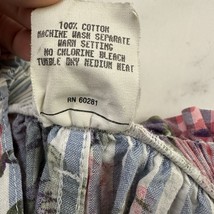 100% COTTON
MACHINE WASH SEPARATE
WARM SETTING
NO CHLORINE BLEACH
TUMBLE DRY MEDIUM HEAT
RN 60281